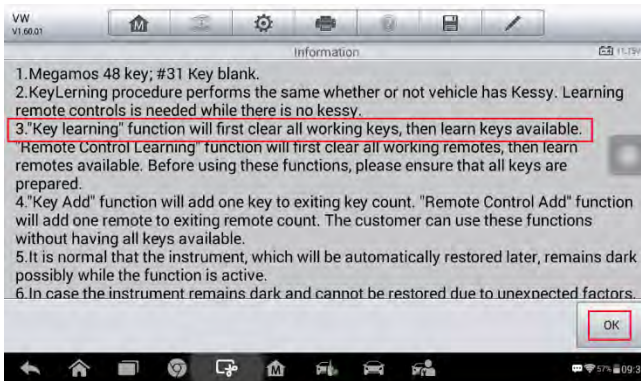 VW
V1.60.01
Information
1.Megamos 48 key; #31 Key blank.
2.KeyLerning procedure performs the same whether or not vehicle has Kessy. Learning
remote controls is needed while there is no kessy.
3."Key learning" function will first clear all working keys, then learn keys available.
"Remote Control Learning" function will first clear all working remotes, then learn
remotes available. Before using these functions, please ensure that all keys are
prepared.
4."Key Add" function will add one key to exiting key count. "Remote Control Add" function
will add one remote to exiting remote count. The customer can use these functions
without having all keys available.
5.It is normal that the instrument, which will be automatically restored later, remains dark
possibly while the function is active.
6.In case the instrument remains dark and cannot be restored due to unexpected factors,
OK
57%